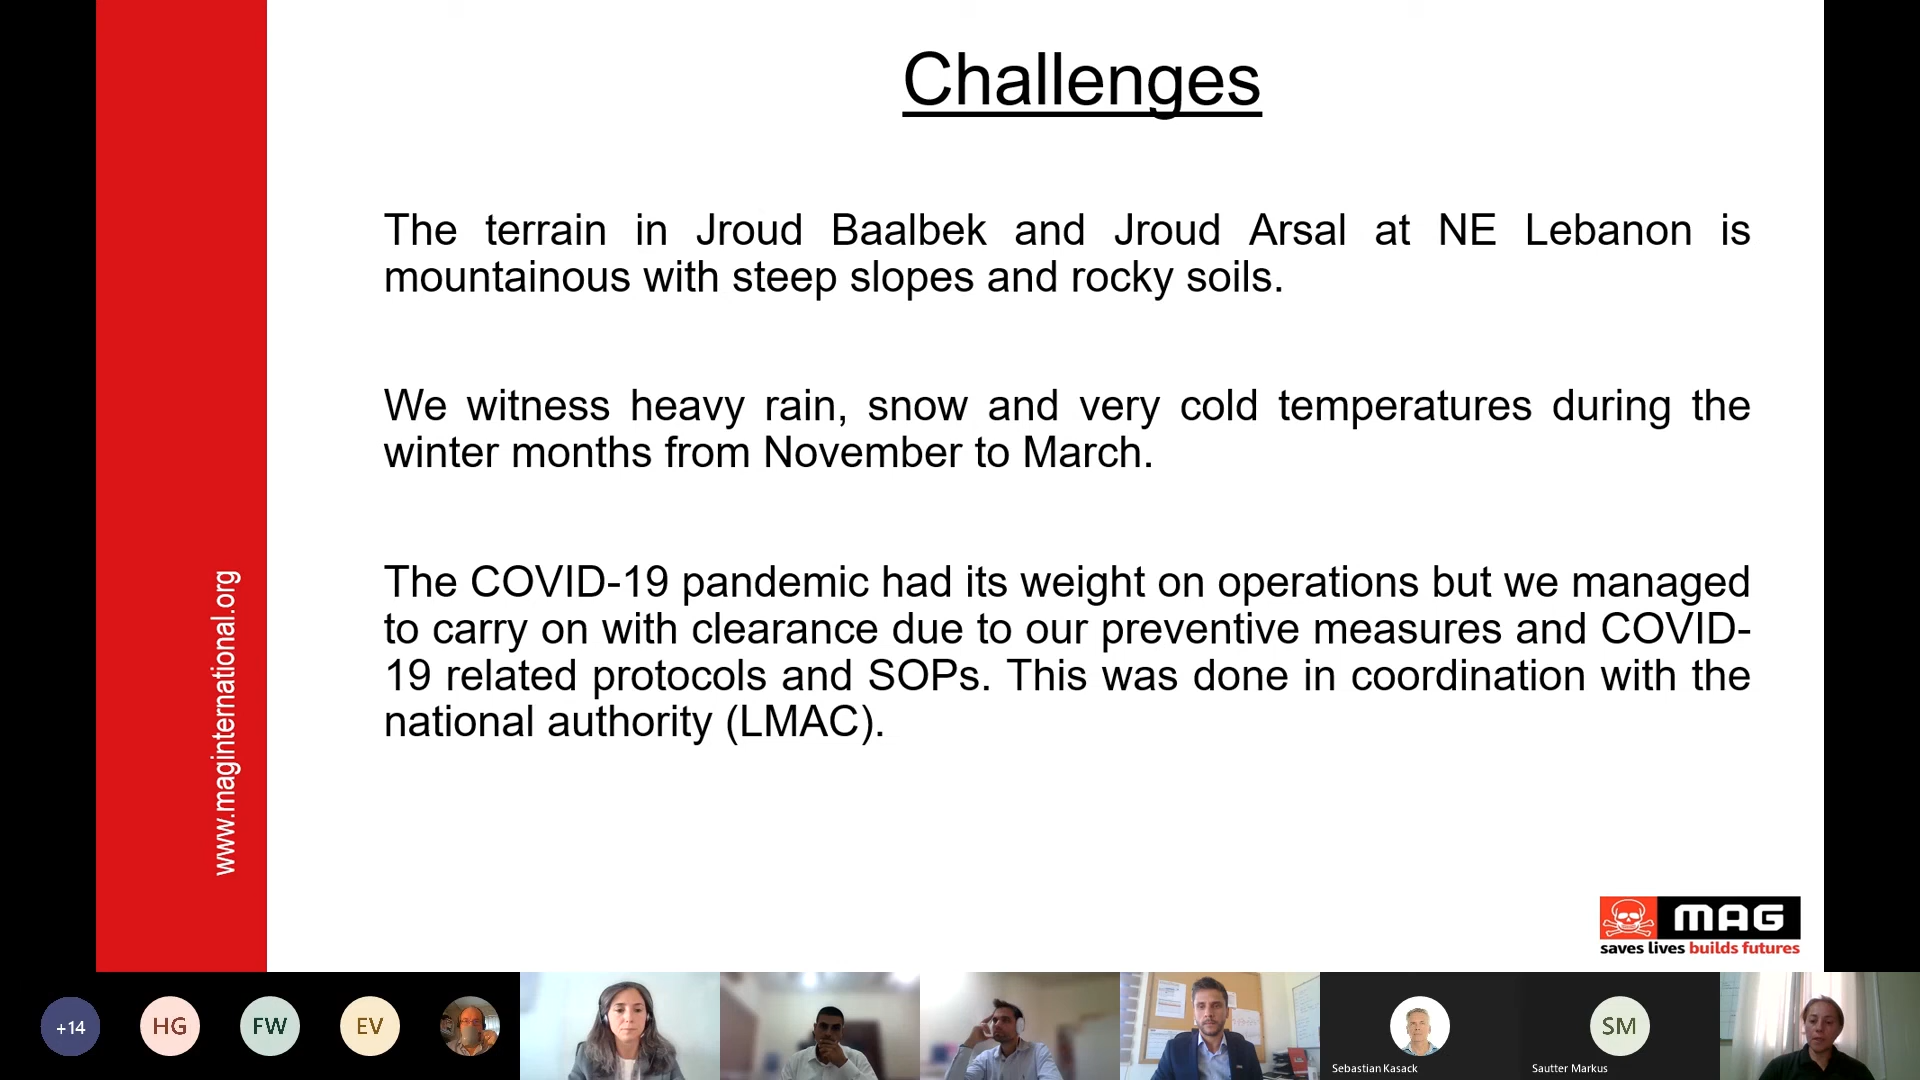 Challenges
The terrain in Jroud Baalbek and Jroud Arsal at NE Lebanon is
mountainous with steep slopes and rocky soils.
We witness heavy rain, snow and very cold temperatures during the
winter months from November to March.
The COVID-19 pandemic had its weight on operations but we managed
to carry on with clearance due to our preventive measures and COVID-
19 related protocols and SOPs. This was done in coordination with the
national authority (LMAC).
www.maginternational.org
MAG
saves lives builds futures
+14
HG
FW
EV
Sebastian Kasack
SM
Sautter Markus